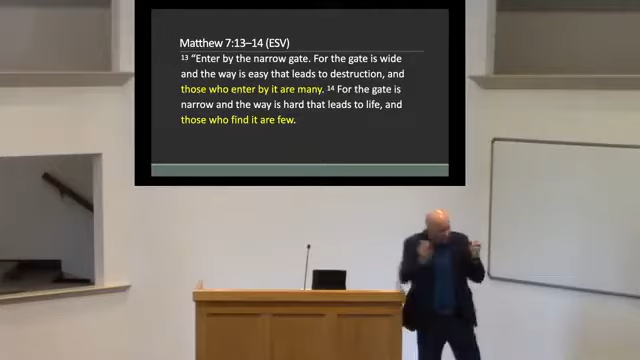 Matthew 7:13–14 (ESV)
13 “Enter by the narrow gate. For the gate is wide
and the way is easy that leads to destruction, and
those who enter by it are many. 14 For the gate is
narrow and the way is hard that leads to life, and
those who find it are few.